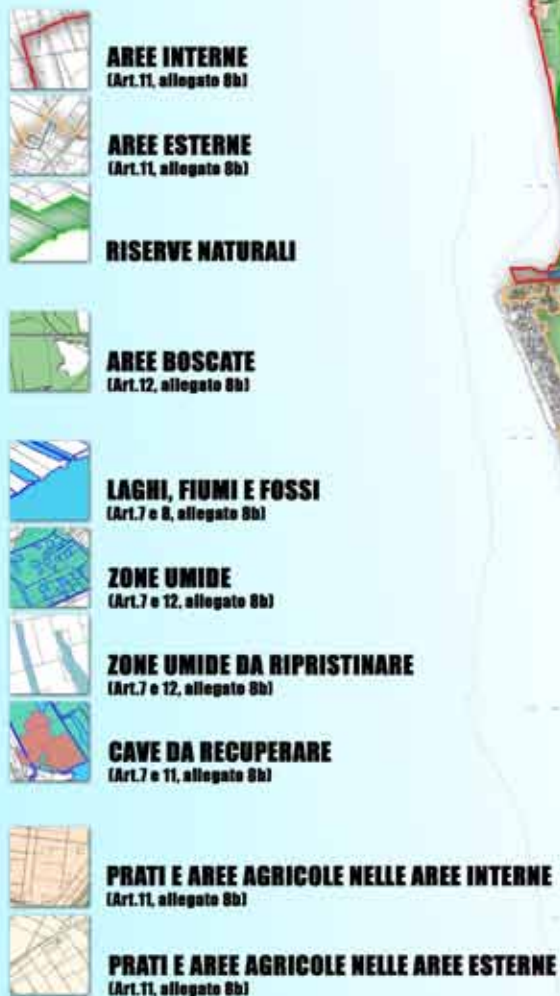 AREE INTERNE
(Art.11, allegato 8b)
AREE ESTERNE
(Art.11, allegato 8b)
RISERVE NATURALI
AREE BOSCATE
(Art.12, allegato 8b)
LAGHI, FIUMI E FOSSI
(Art.7 e 8, allegato 8b)
ZONE UMIDE
(Art.7 e 12, allegato 8b)
ZONE UMIDE DA RIPRISTINARE
(Art.7 e 12, allegato 8b)
CAVE DA RECUPERARE
(Art.7 e 11, allegato 8b)
PRATI E AREE AGRICOLE NELLE AREE INTERNE
(Art.11, allegato 8b)
PRATI E AREE AGRICOLE NELLE AREE ESTERNE
(Art.11, allegato 8b)